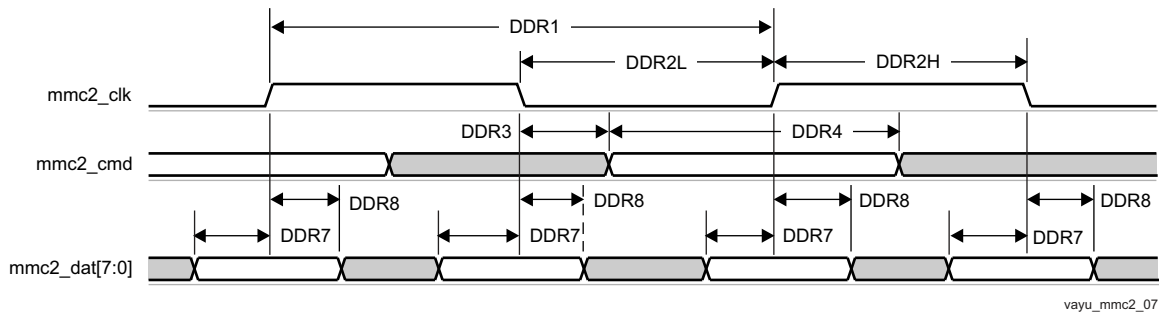 DDR1
DDR2L DDR2H
mmc2_clk
DDR3 DDR4
mmc2_cmd
DDR8 DDR8 DDR8 DDR8
DDR7 DDR7 DDR7 DDR7
mmc2_dat[7:0]
vayu_mmc2_07